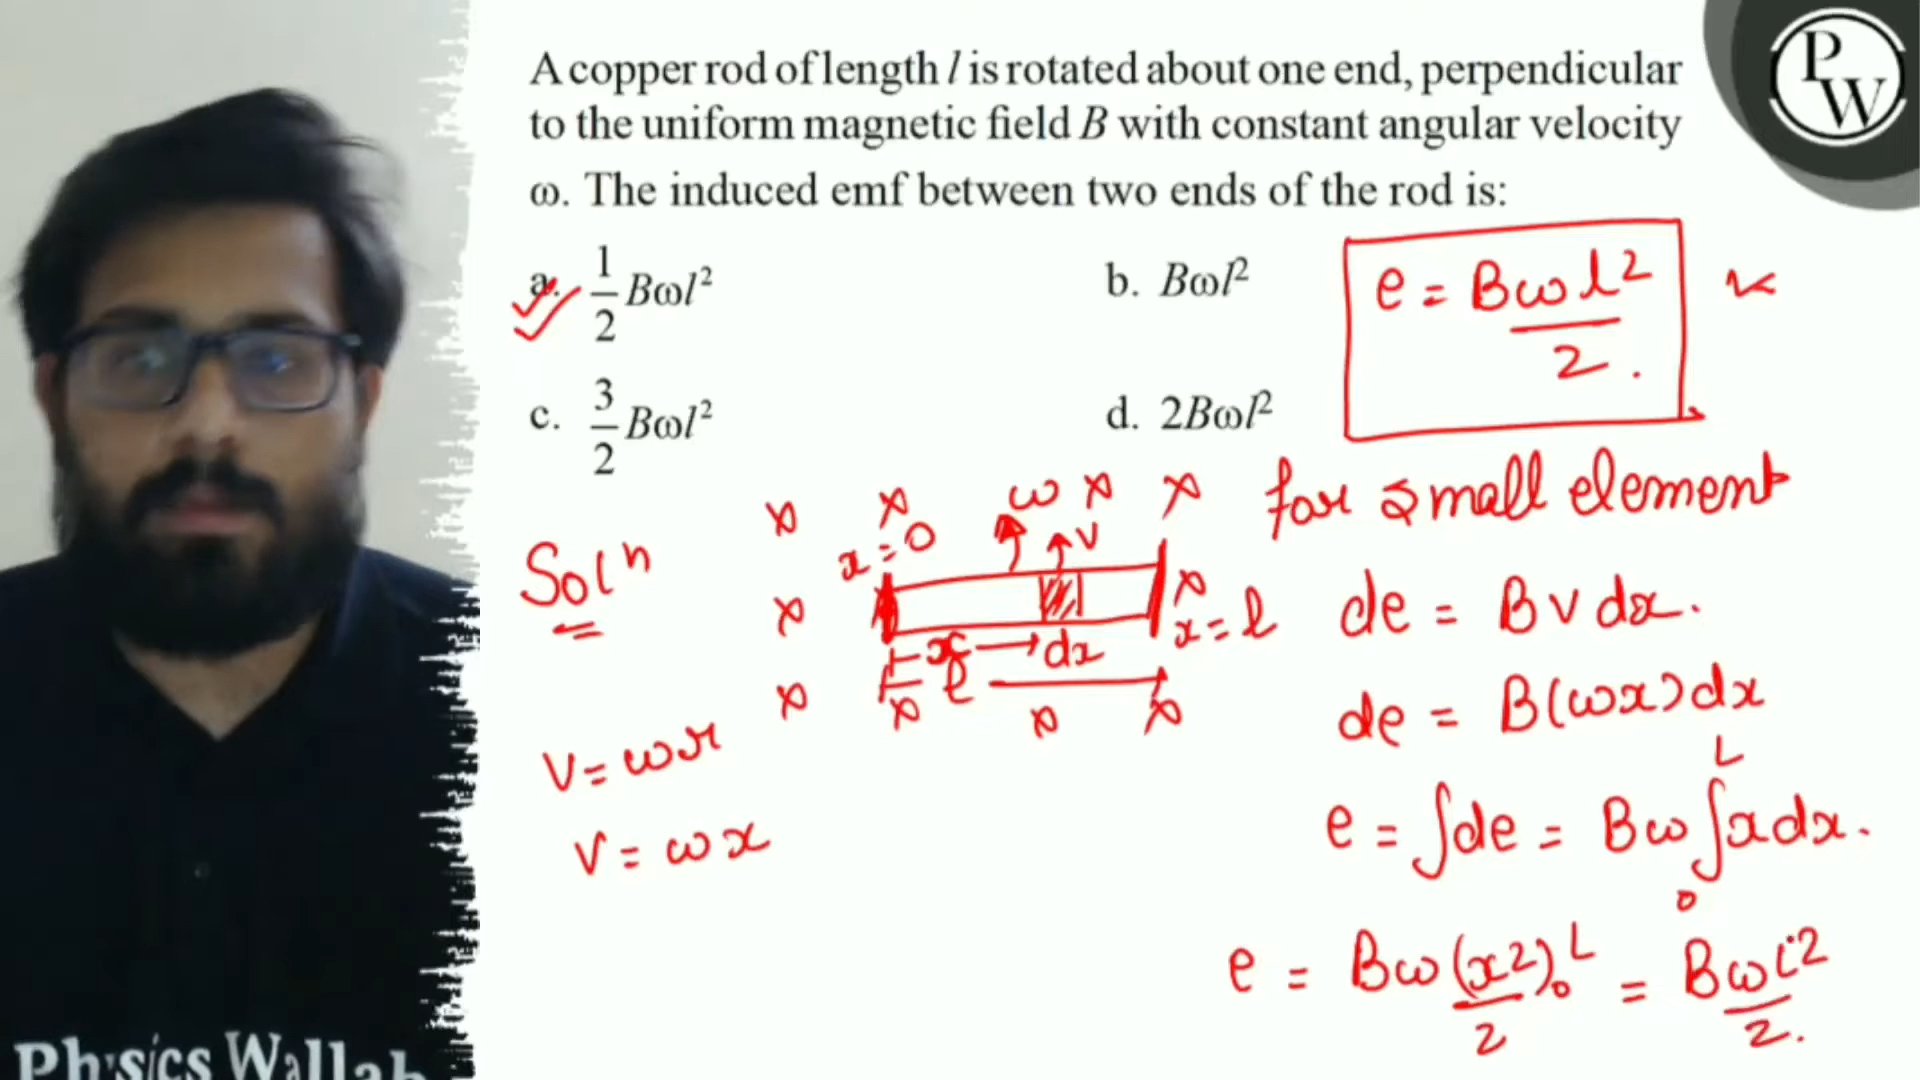 A copper rod of length l is rotated about one end, perpendicular
to the uniform magnetic field B with constant angular velocity
ω. The induced emf between two ends of the rod is:
a. 1/2 Bωl²
b. Bωl²
c. 3/2 Bωl²
d. 2Bωl²
e = Bωl²/2.
PW
Solⁿ
x x ω x x
x=0 v
x x
x=l
x → dx
l
x x x x
v = ωr
v = ωx
for small element
de = Bvdx.
de = B(ωx)dx
e = ∫de = Bω∫₀ᴸ xdx.
e = Bω(x²/2)₀ᴸ = Bωl²/2.
Physics Wallah